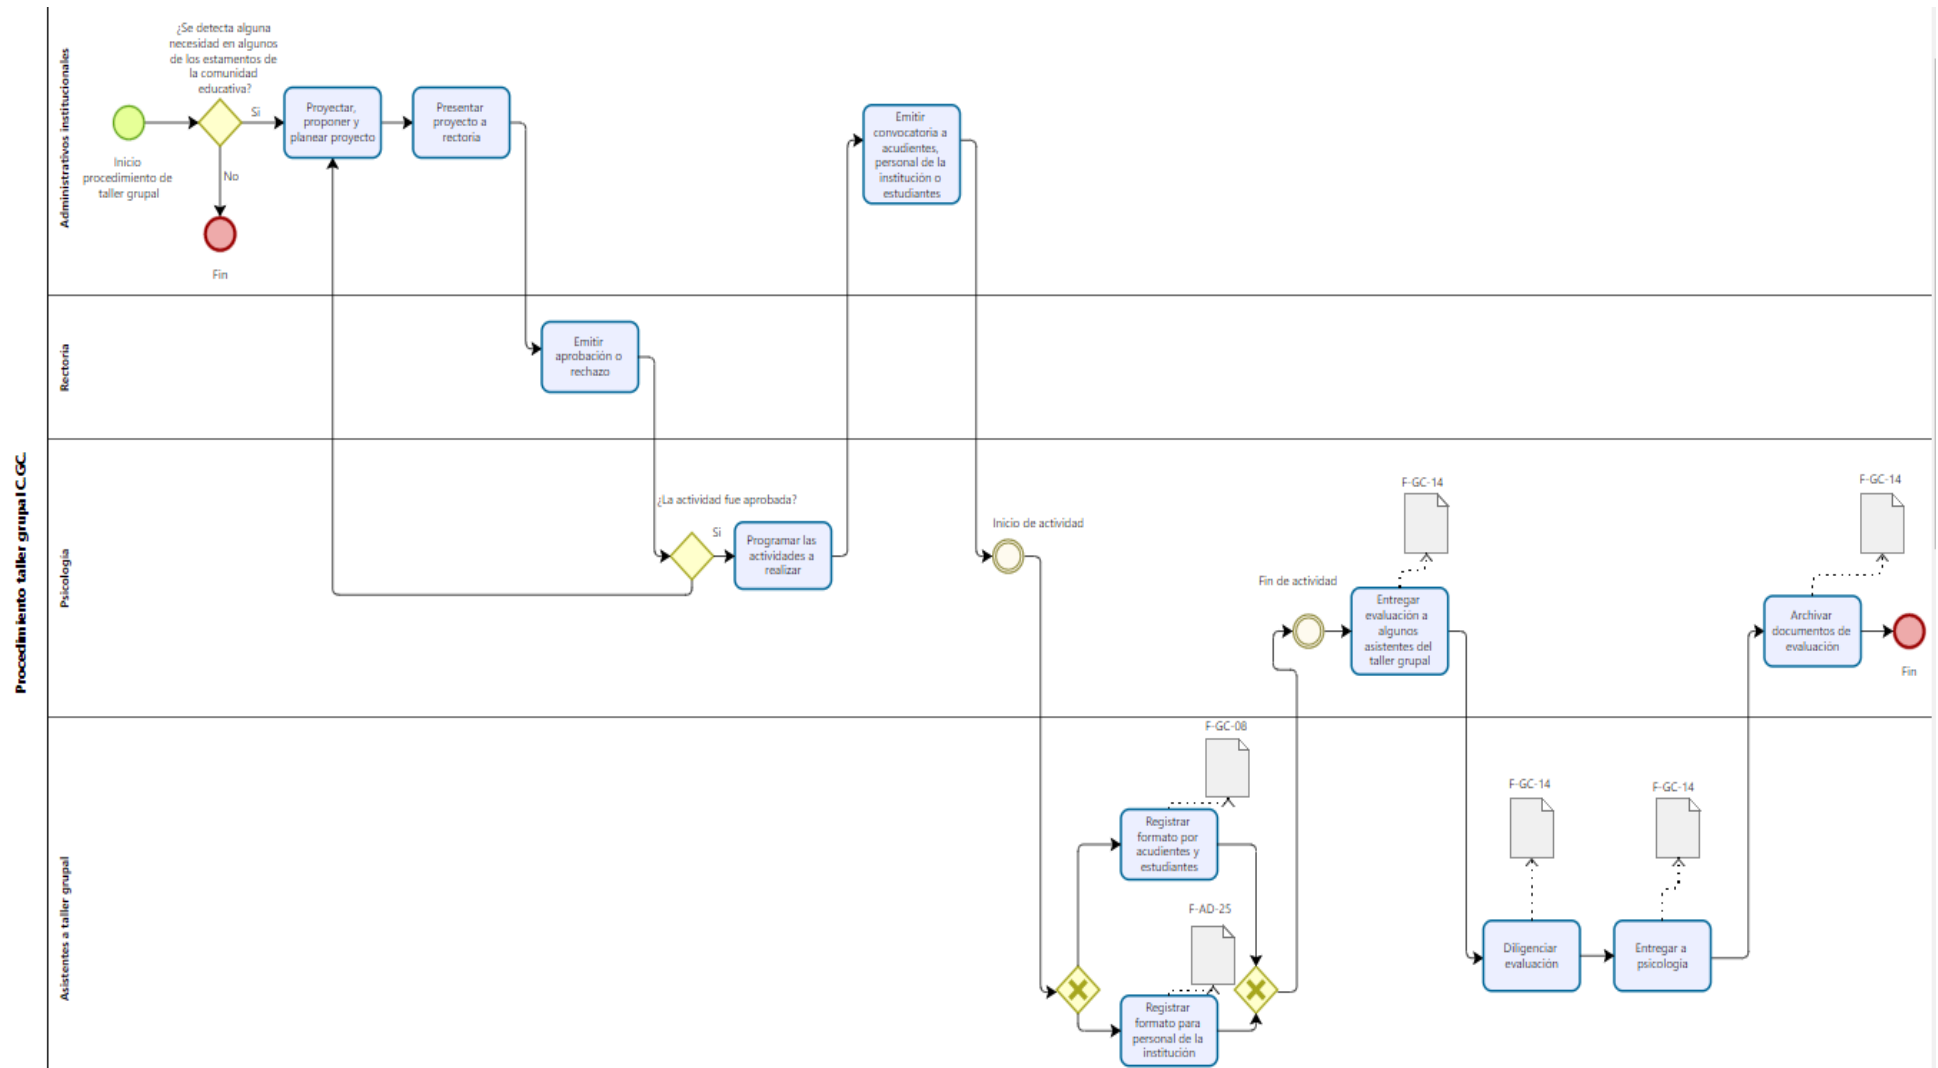 Procedimiento taller grupal C.GC.
Administrativos institucionales
¿Se detecta alguna
necesidad en algunos
de los estamentos de
la comunidad
educativa?
Inicio
procedimiento de
taller grupal
Si
No
Fin
Proyectar,
proponer y
planear proyecto
Presentar
proyecto a
rectoria
Emitir
convocatoria a
acudientes,
personal de la
institución o
estudiantes
Rectoría
Emitir
aprobación o
rechazo
Psicología
¿La actividad fue aprobada?
Si
Programar las
actividades a
realizar
Inicio de actividad
Fin de actividad
F-GC-14
Entregar
evaluación a
algunos
asistentes del
taller grupal
F-GC-14
Archivar
documentos de
evaluación
Fin
Asistentes a taller grupal
F-GC-08
Registrar
formato por
acudientes y
estudiantes
F-AD-25
Registrar
formato para
personal de la
institución
F-GC-14
Diligenciar
evaluación
F-GC-14
Entregar a
psicología